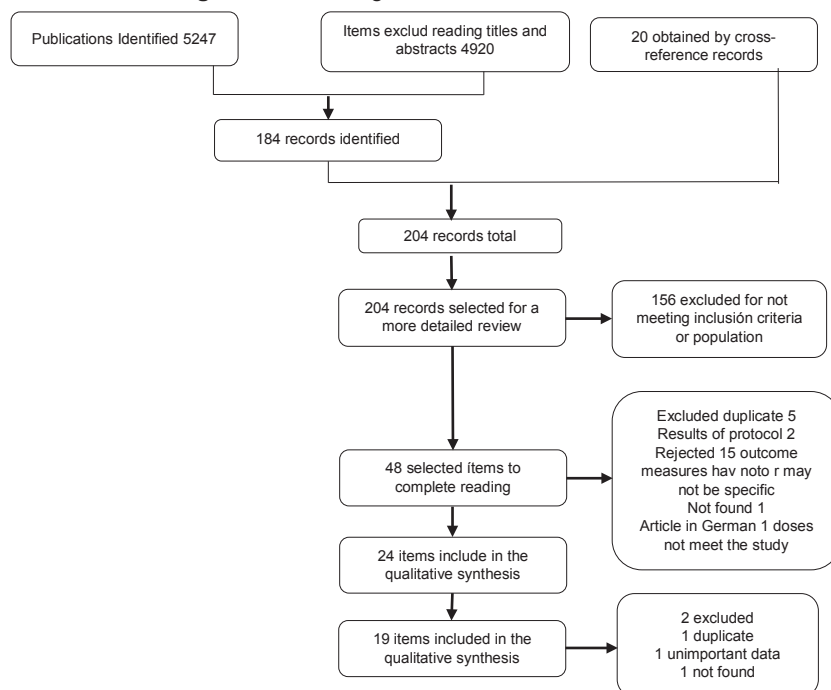 Publications Identified 5247
Items exclud reading titles and
abstracts 4920
20 obtained by cross-
reference records
184 records identified
204 records total
204 records selected for a
more detailed review
156 excluded for not
meeting inclusión criteria
or population
48 selected ítems to
complete reading
Excluded duplicate 5
Results of protocol 2
Rejected 15 outcome
measures hav noto r may
not be specific
Not found 1
Article in German 1 doses
not meet the study
24 items include in the
qualitative synthesis
19 items included in the
qualitative synthesis
2 excluded
1 duplicate
1 unimportant data
1 not found